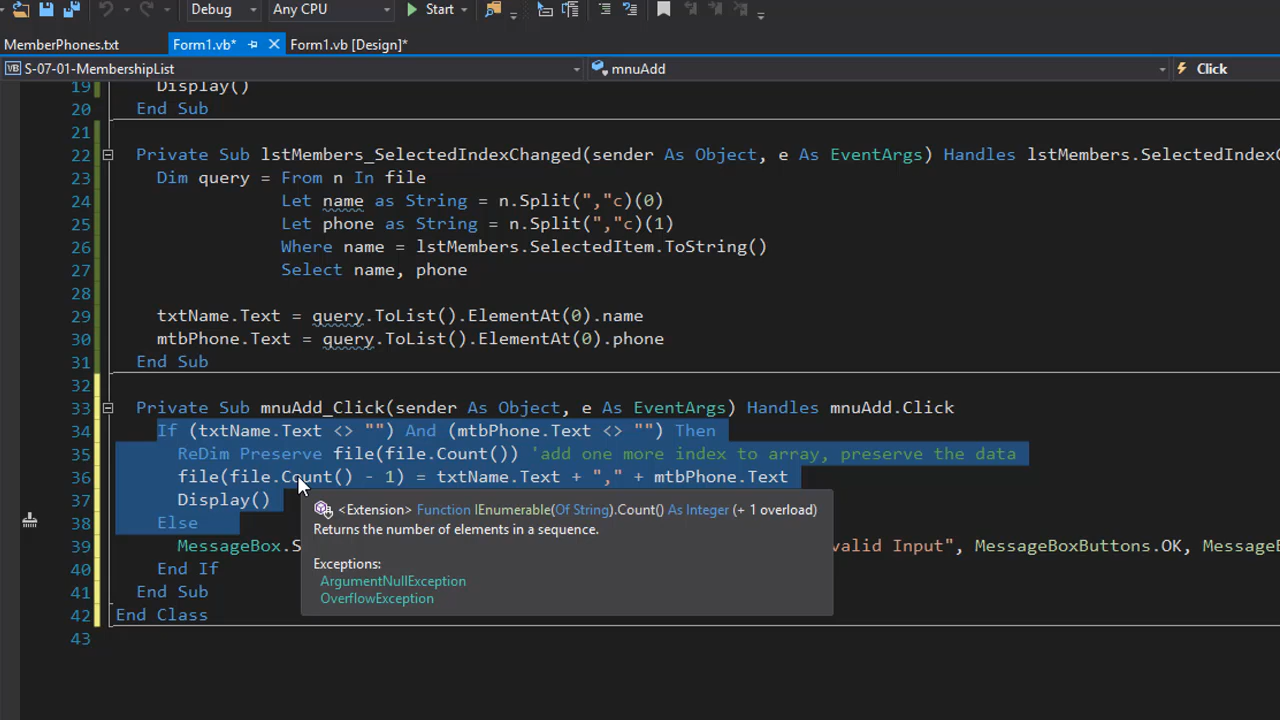 Debug Any CPU Start
MemberPhones.txt Form1.vb* Form1.vb [Design]*
VB S-07-01-MembershipList mnuAdd Click
19 Display()
20 End Sub
21
22 Private Sub lstMembers_SelectedIndexChanged(sender As Object, e As EventArgs) Handles lstMembers.SelectedIndexC
23 Dim query = From n In file
24 Let name as String = n.Split(","c)(0)
25 Let phone as String = n.Split(","c)(1)
26 Where name = lstMembers.SelectedItem.ToString()
27 Select name, phone
28
29 txtName.Text = query.ToList().ElementAt(0).name
30 mtbPhone.Text = query.ToList().ElementAt(0).phone
31 End Sub
32
33 Private Sub mnuAdd_Click(sender As Object, e As EventArgs) Handles mnuAdd.Click
34 If (txtName.Text <> "") And (mtbPhone.Text <> "") Then
35 ReDim Preserve file(file.Count()) 'add one more index to array, preserve the data
36 file(file.Count() - 1) = txtName.Text + "," + mtbPhone.Text
37 Display()
<Extension> Function IEnumerable(Of String).Count() As Integer (+ 1 overload)
Returns the number of elements in a sequence.
Exceptions:
ArgumentNullException
OverflowException
38 Else
39 MessageBox.S valid Input", MessageBoxButtons.OK, MessageB
40 End If
41 End Sub
42 End Class
43